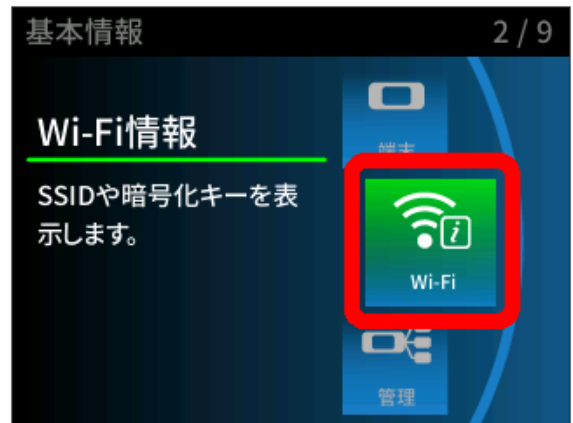 基本情報 2 / 9
端末
Wi-Fi情報
SSIDや暗号化キーを表
示します。
i
Wi-Fi
管理